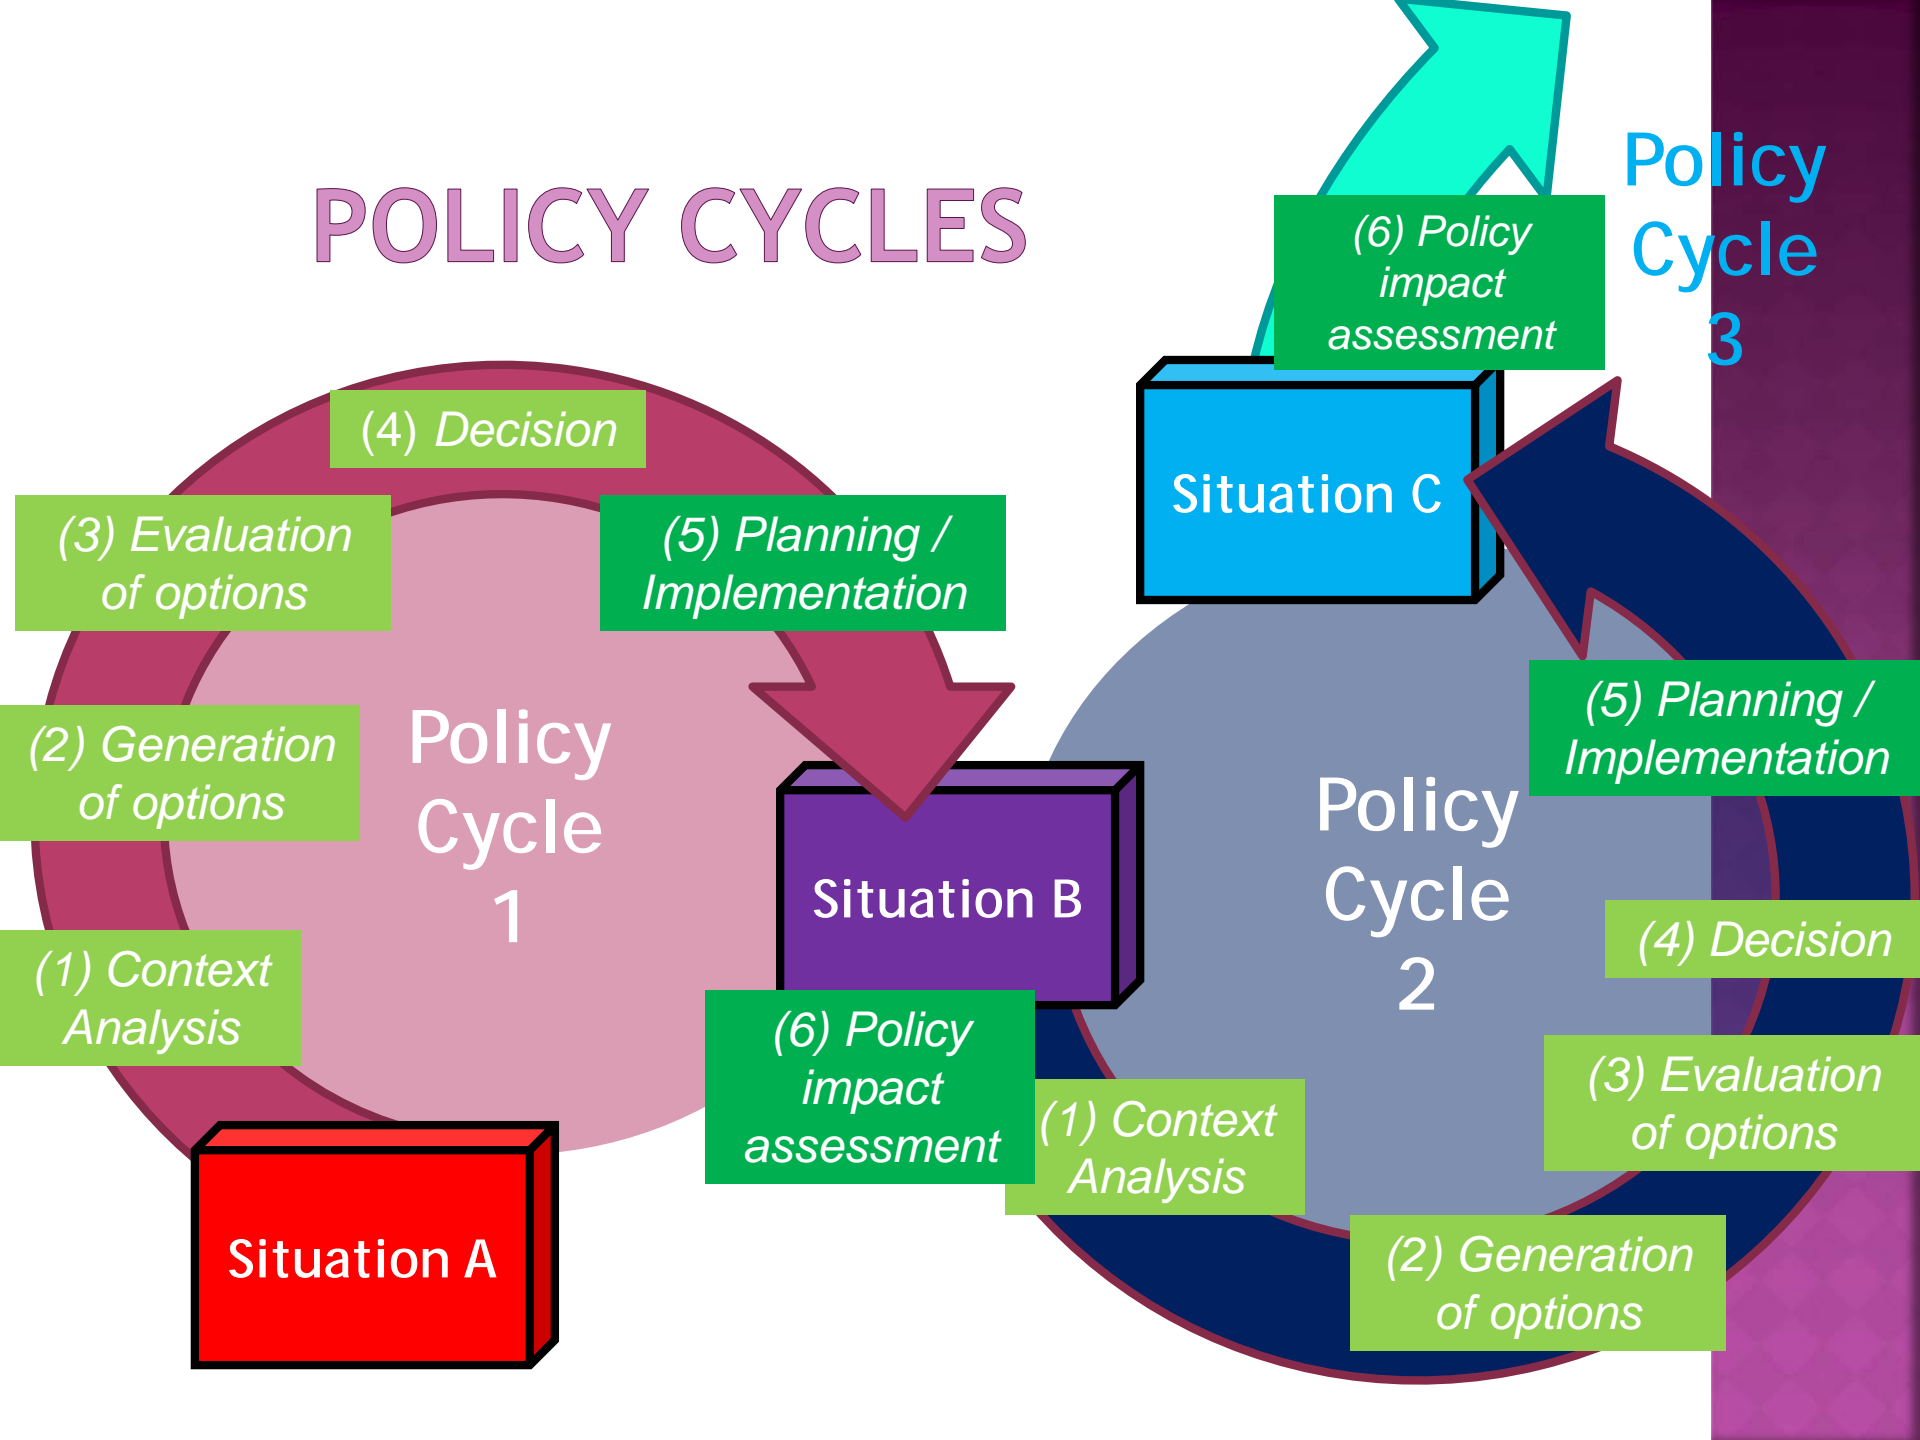 POLICY CYCLES
Policy
Cycle
3
(6) Policy
impact
assessment
(4) Decision
(3) Evaluation
of options
(5) Planning /
Implementation
Situation C
(2) Generation
of options
Policy
Cycle
1
(5) Planning /
Implementation
Situation B
Policy
Cycle
2
(1) Context
Analysis
(4) Decision
(6) Policy
impact
assessment
(1) Context
Analysis
(3) Evaluation
of options
Situation A
(2) Generation
of options